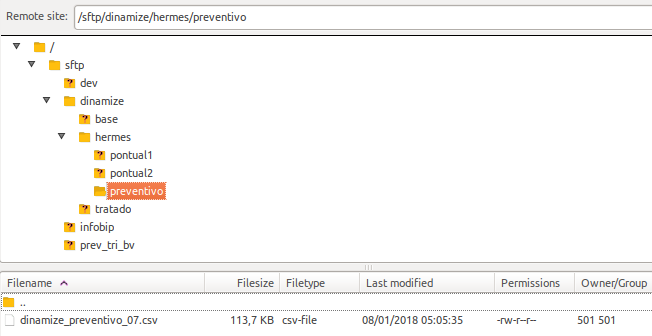 Remote site: /sftp/dinamize/hermes/preventivo
/
sftp
dev
dinamize
base
hermes
pontual1
pontual2
preventivo
tratado
infobip
prev_tri_bv
Filename Filesize Filetype Last modified Permissions Owner/Group
..
dinamize_preventivo_07.csv 113,7 KB csv-file 08/01/2018 05:05:35 -rw-r--r-- 501 501